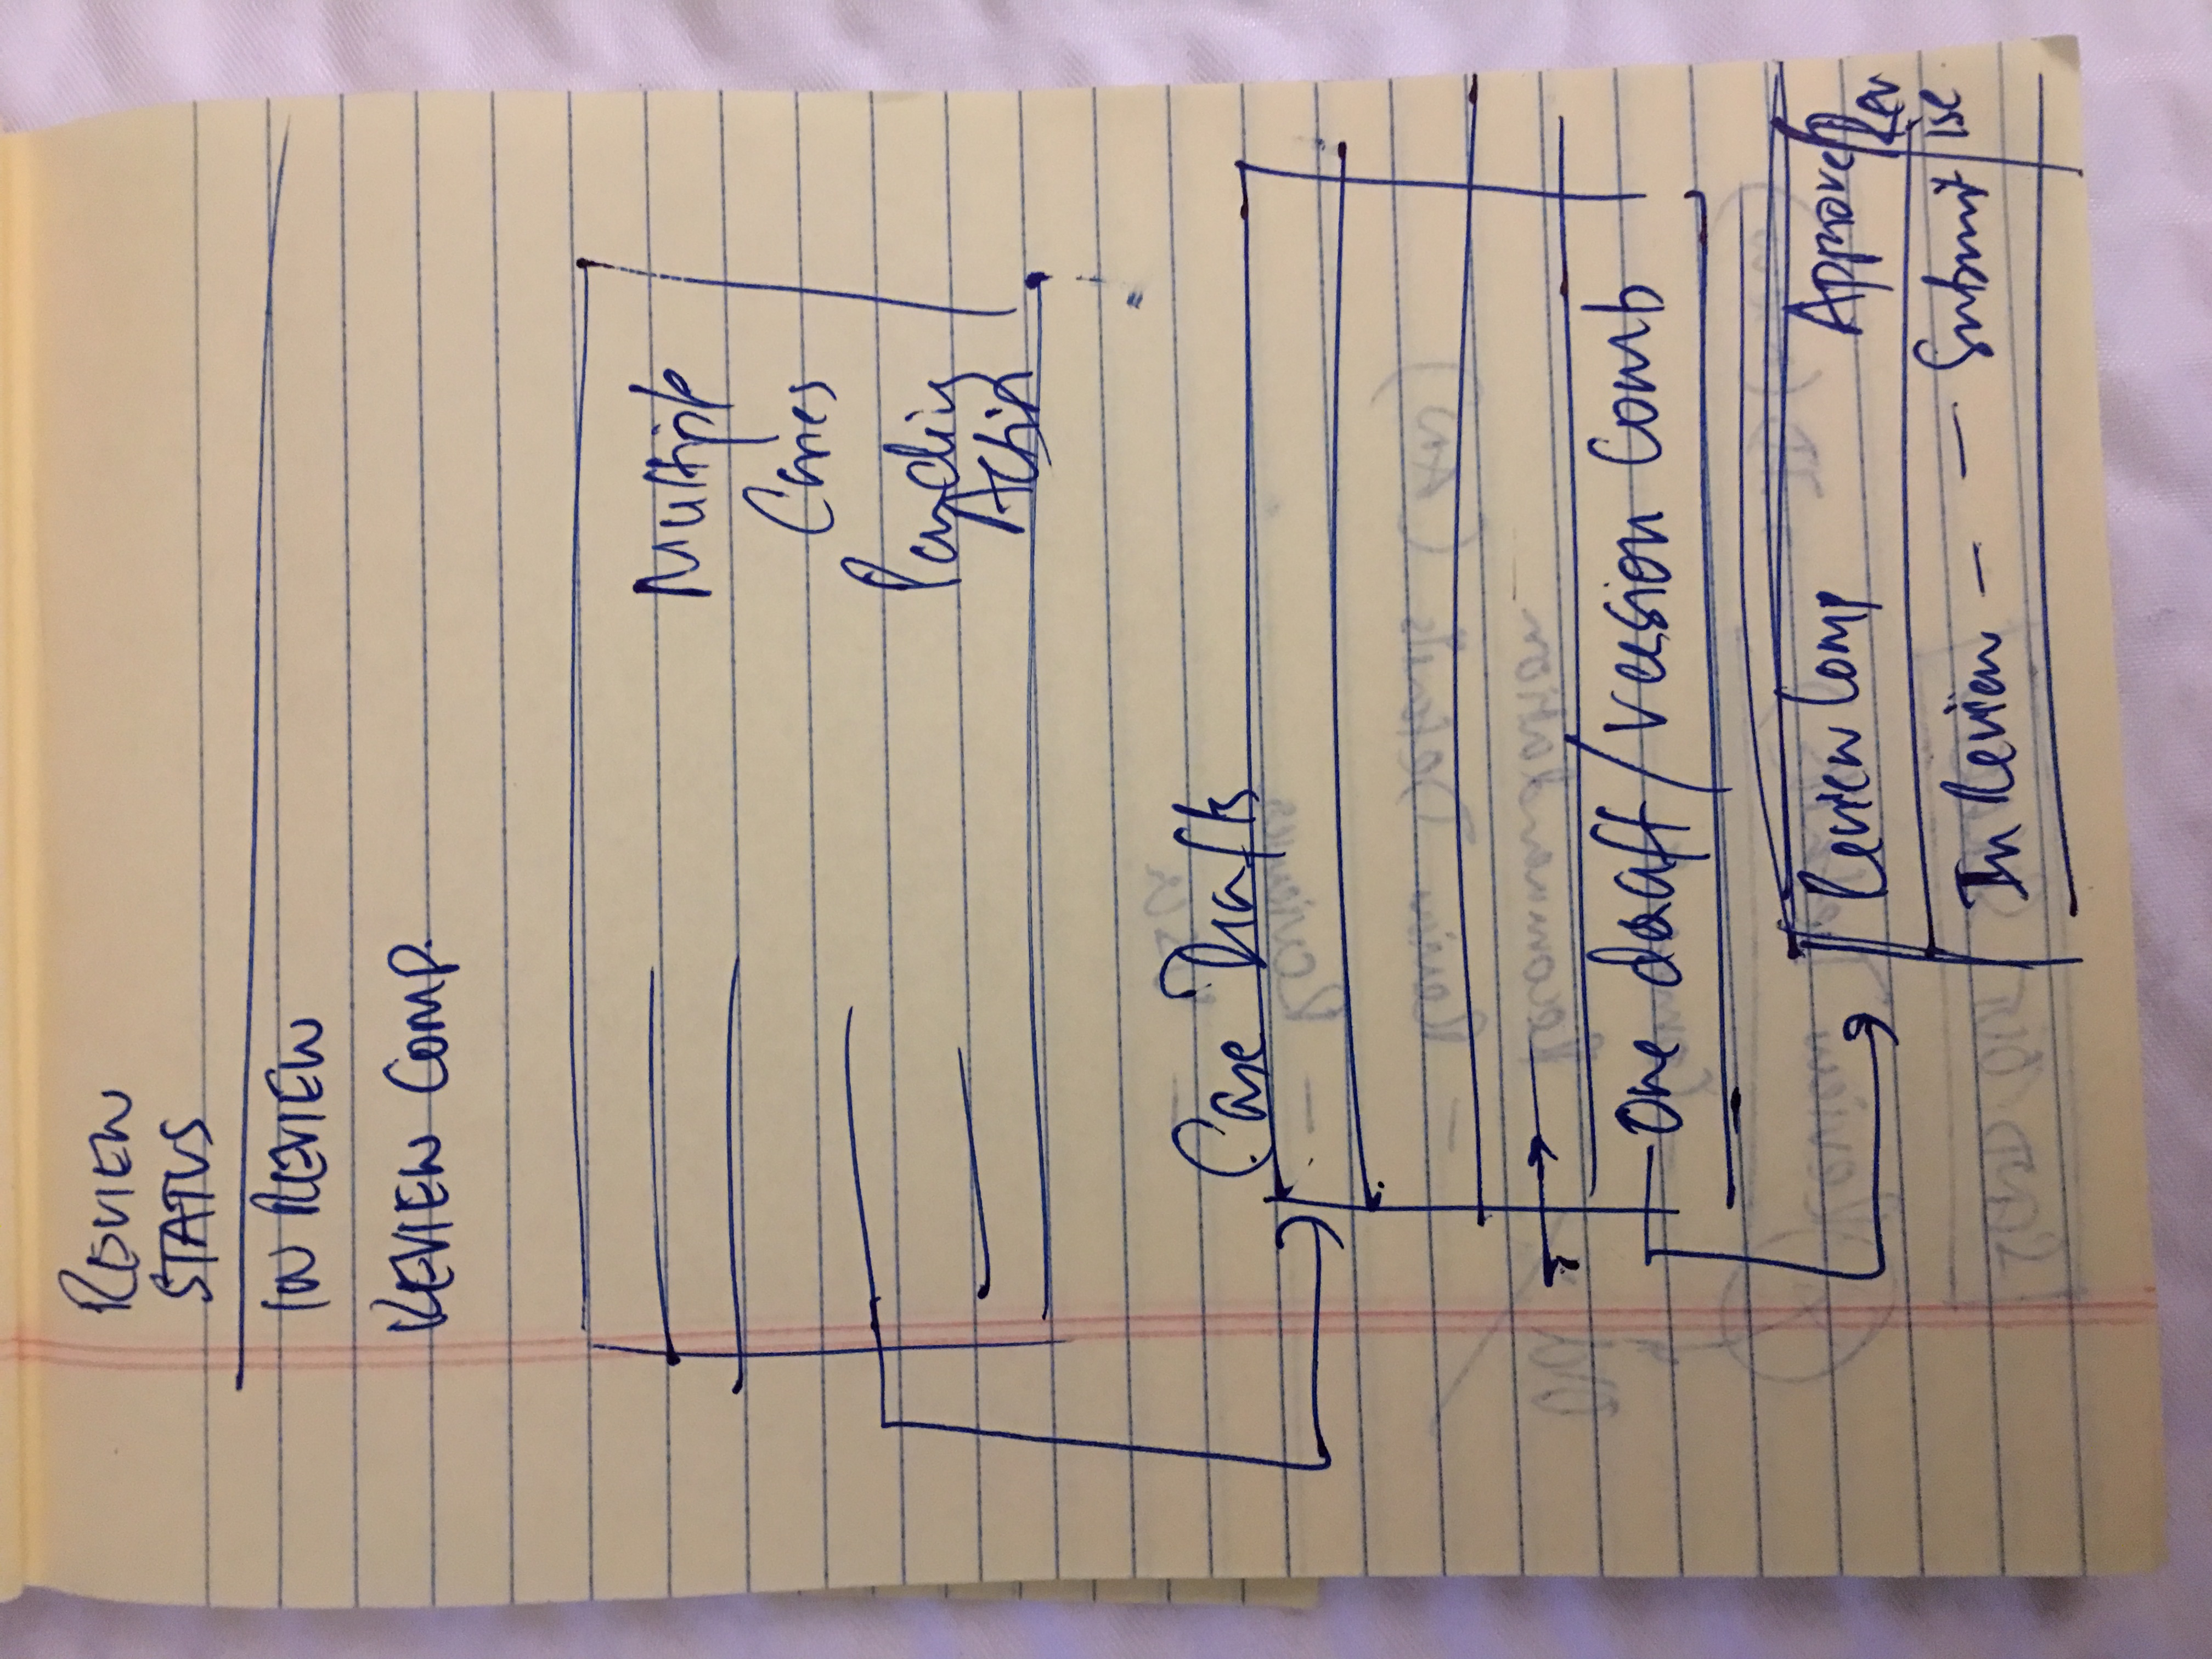 REVIEW
STATUS
IN REVIEW
REVIEW COMP.
Multiple
Cases
Pending
Action
Case Drafts
One draft/Version Comb
Review Comp Approve/Rev
In Review - - Submit/ise